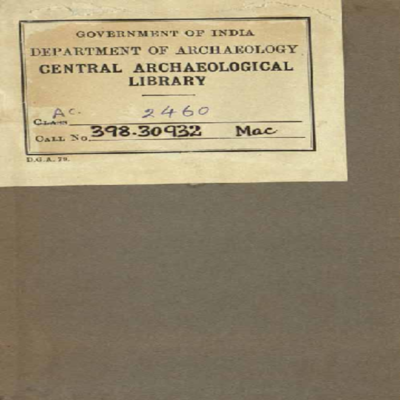 GOVERNMENT OF INDIA
DEPARTMENT OF ARCHAEOLOGY
CENTRAL ARCHAEOLOGICAL
LIBRARY
Ac. 2460
CLASS
CALL No. 398.30932 Mac
D.G.A. 79.